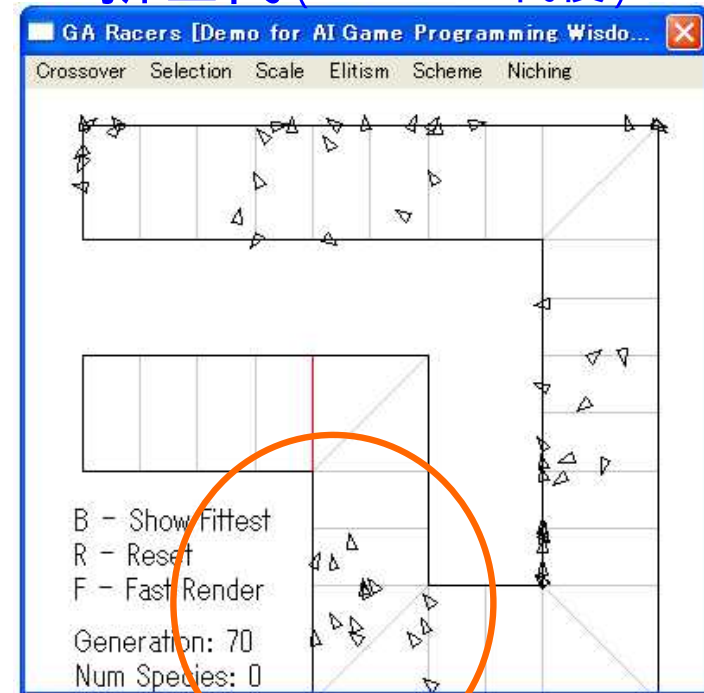 GA Racers [Demo for AI Game Programming Wisdo...
Crossover Selection Scale Elitism Scheme Niching
B - Show Fittest
R - Reset
F - Fast Render
Generation: 70
Num Species: 0